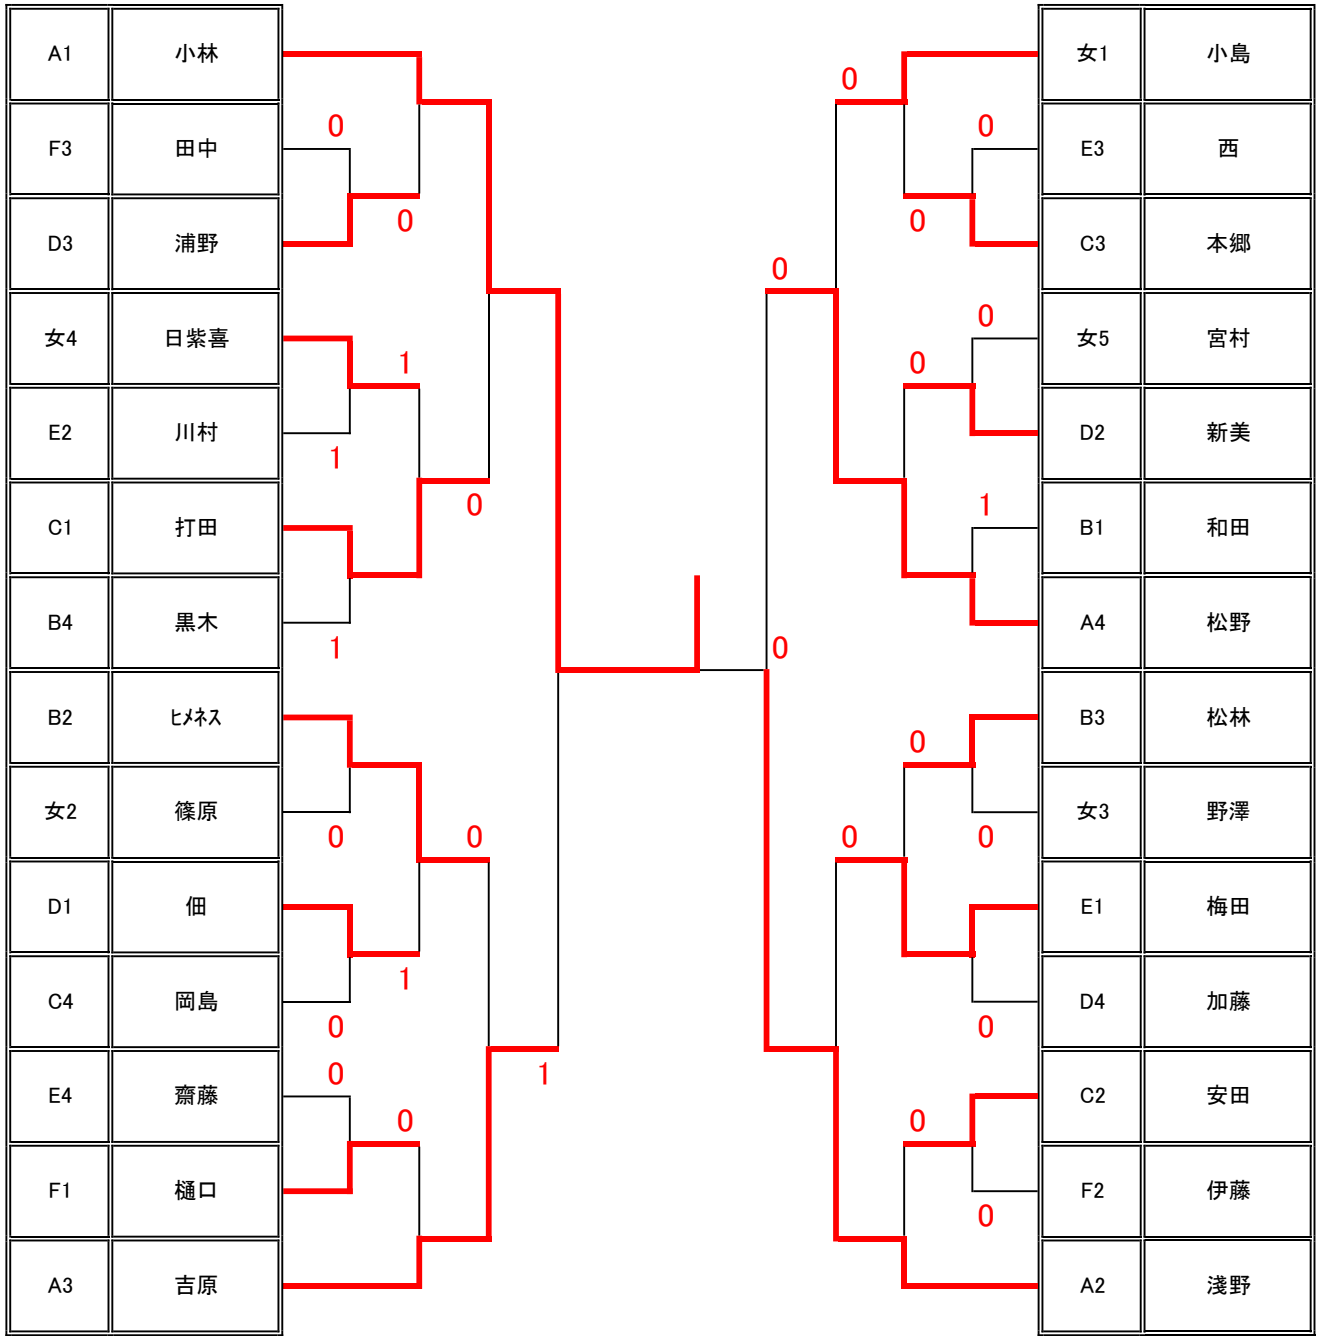 A1 小林
F3 田中
D3 浦野
女4 日紫喜
E2 川村
C1 打田
B4 黒木
B2 ﾋﾒﾈｽ
女2 篠原
D1 佃
C4 岡島
E4 齋藤
F1 樋口
A3 吉原
0
0
1
1
0
1
0
0
1
0
0
0
1
0
0
0
0
0
0
0
1
0
0
0
0
0
0
0
女1 小島
E3 西
C3 本郷
女5 宮村
D2 新美
B1 和田
A4 松野
B3 松林
女3 野澤
E1 梅田
D4 加藤
C2 安田
F2 伊藤
A2 淺野